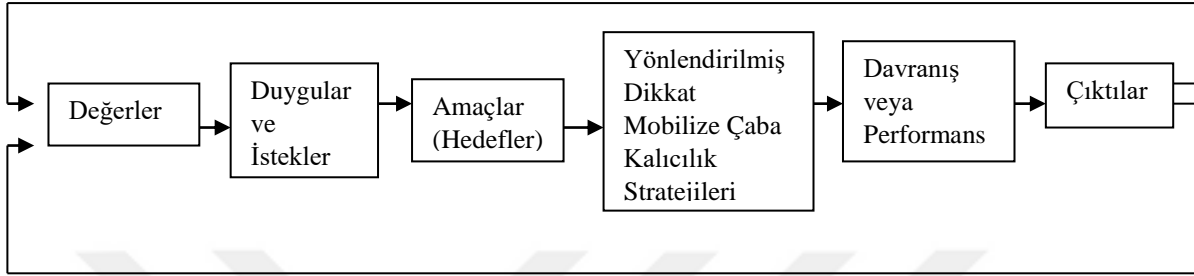 Değerler
Duygular
ve
İstekler
Amaçlar
(Hedefler)
Yönlendirilmiş
Dikkat
Mobilize Çaba
Kalıcılık
Stratejileri
Davranış
veya
Performans
Çıktılar